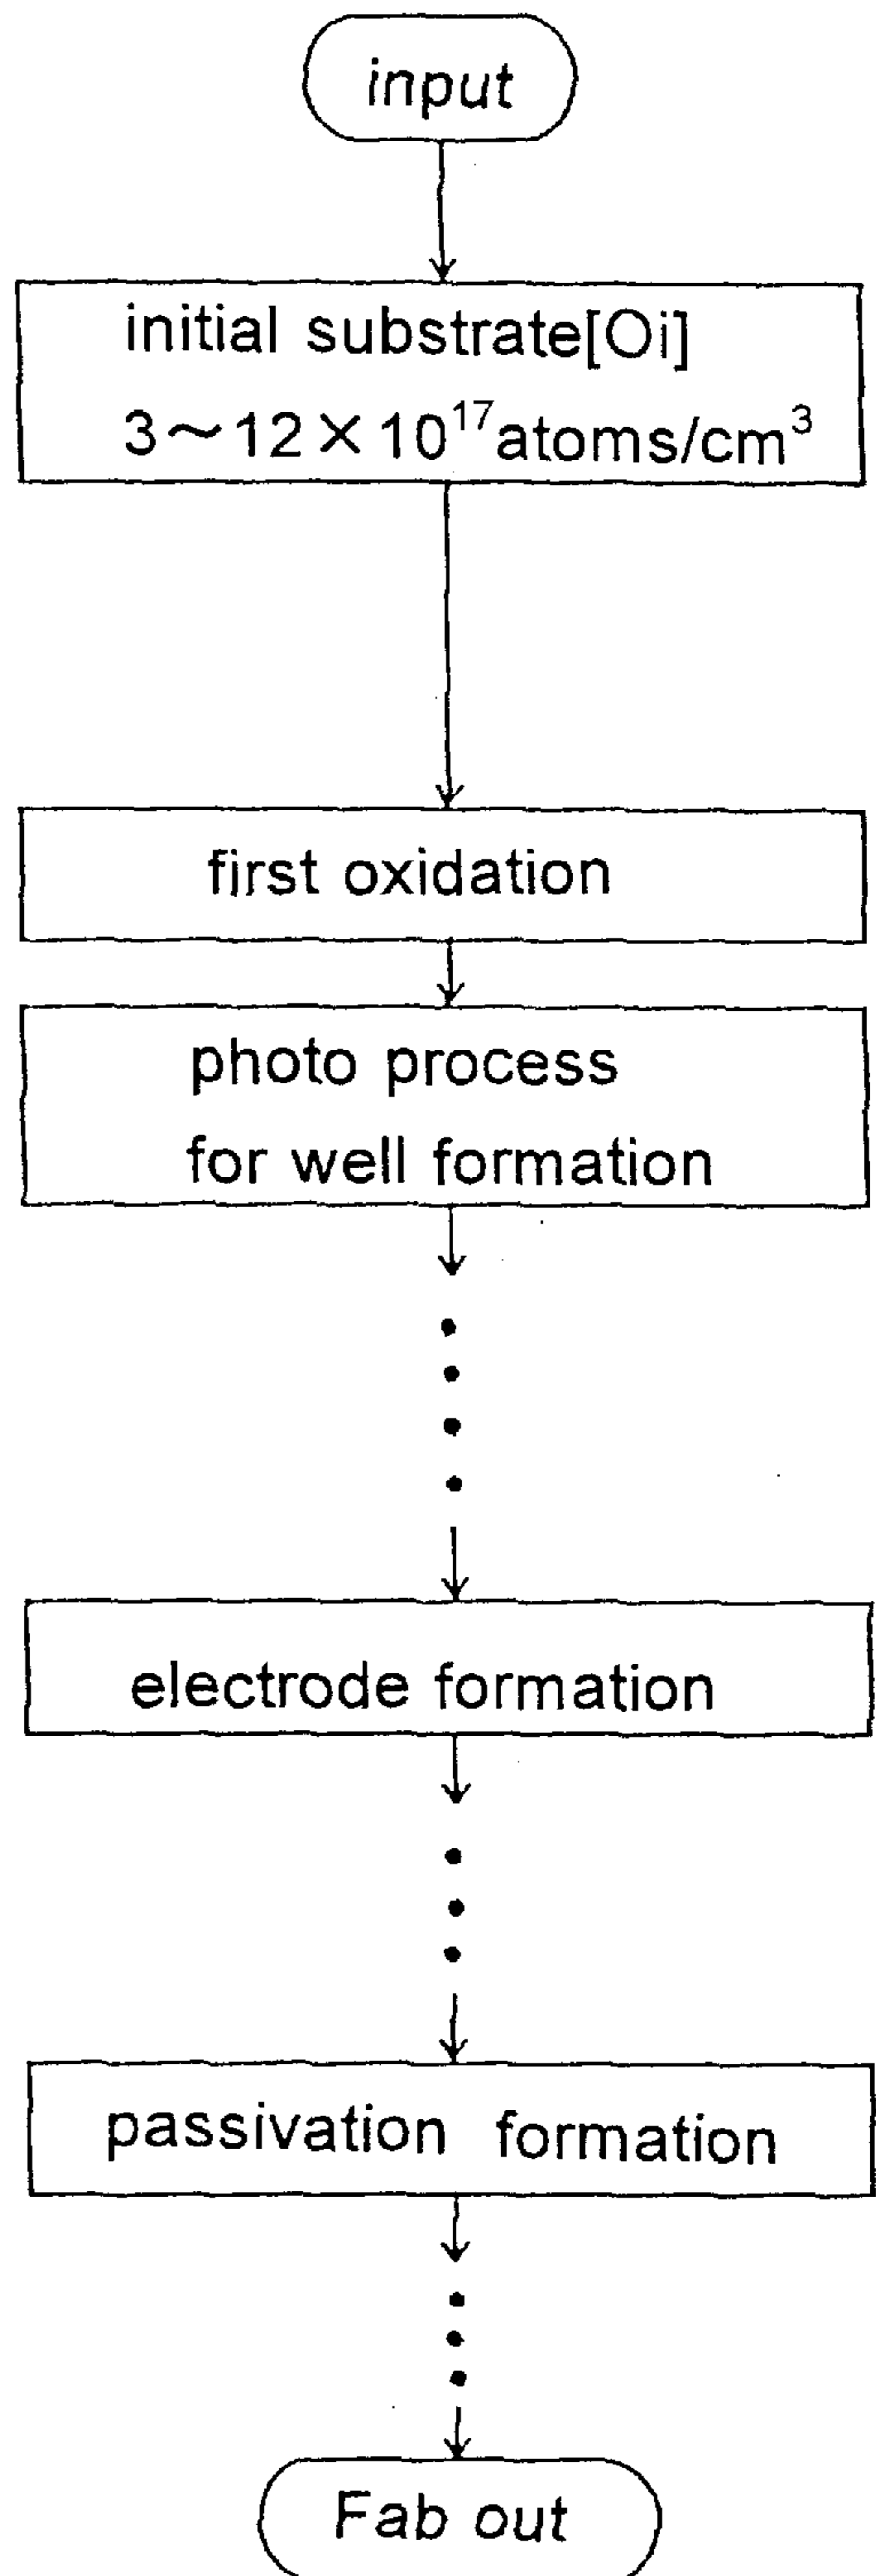 input
initial substrate[Oi]
3～12×10¹⁷atoms/cm³
first oxidation
photo process
for well formation
electrode formation
passivation formation
Fab out